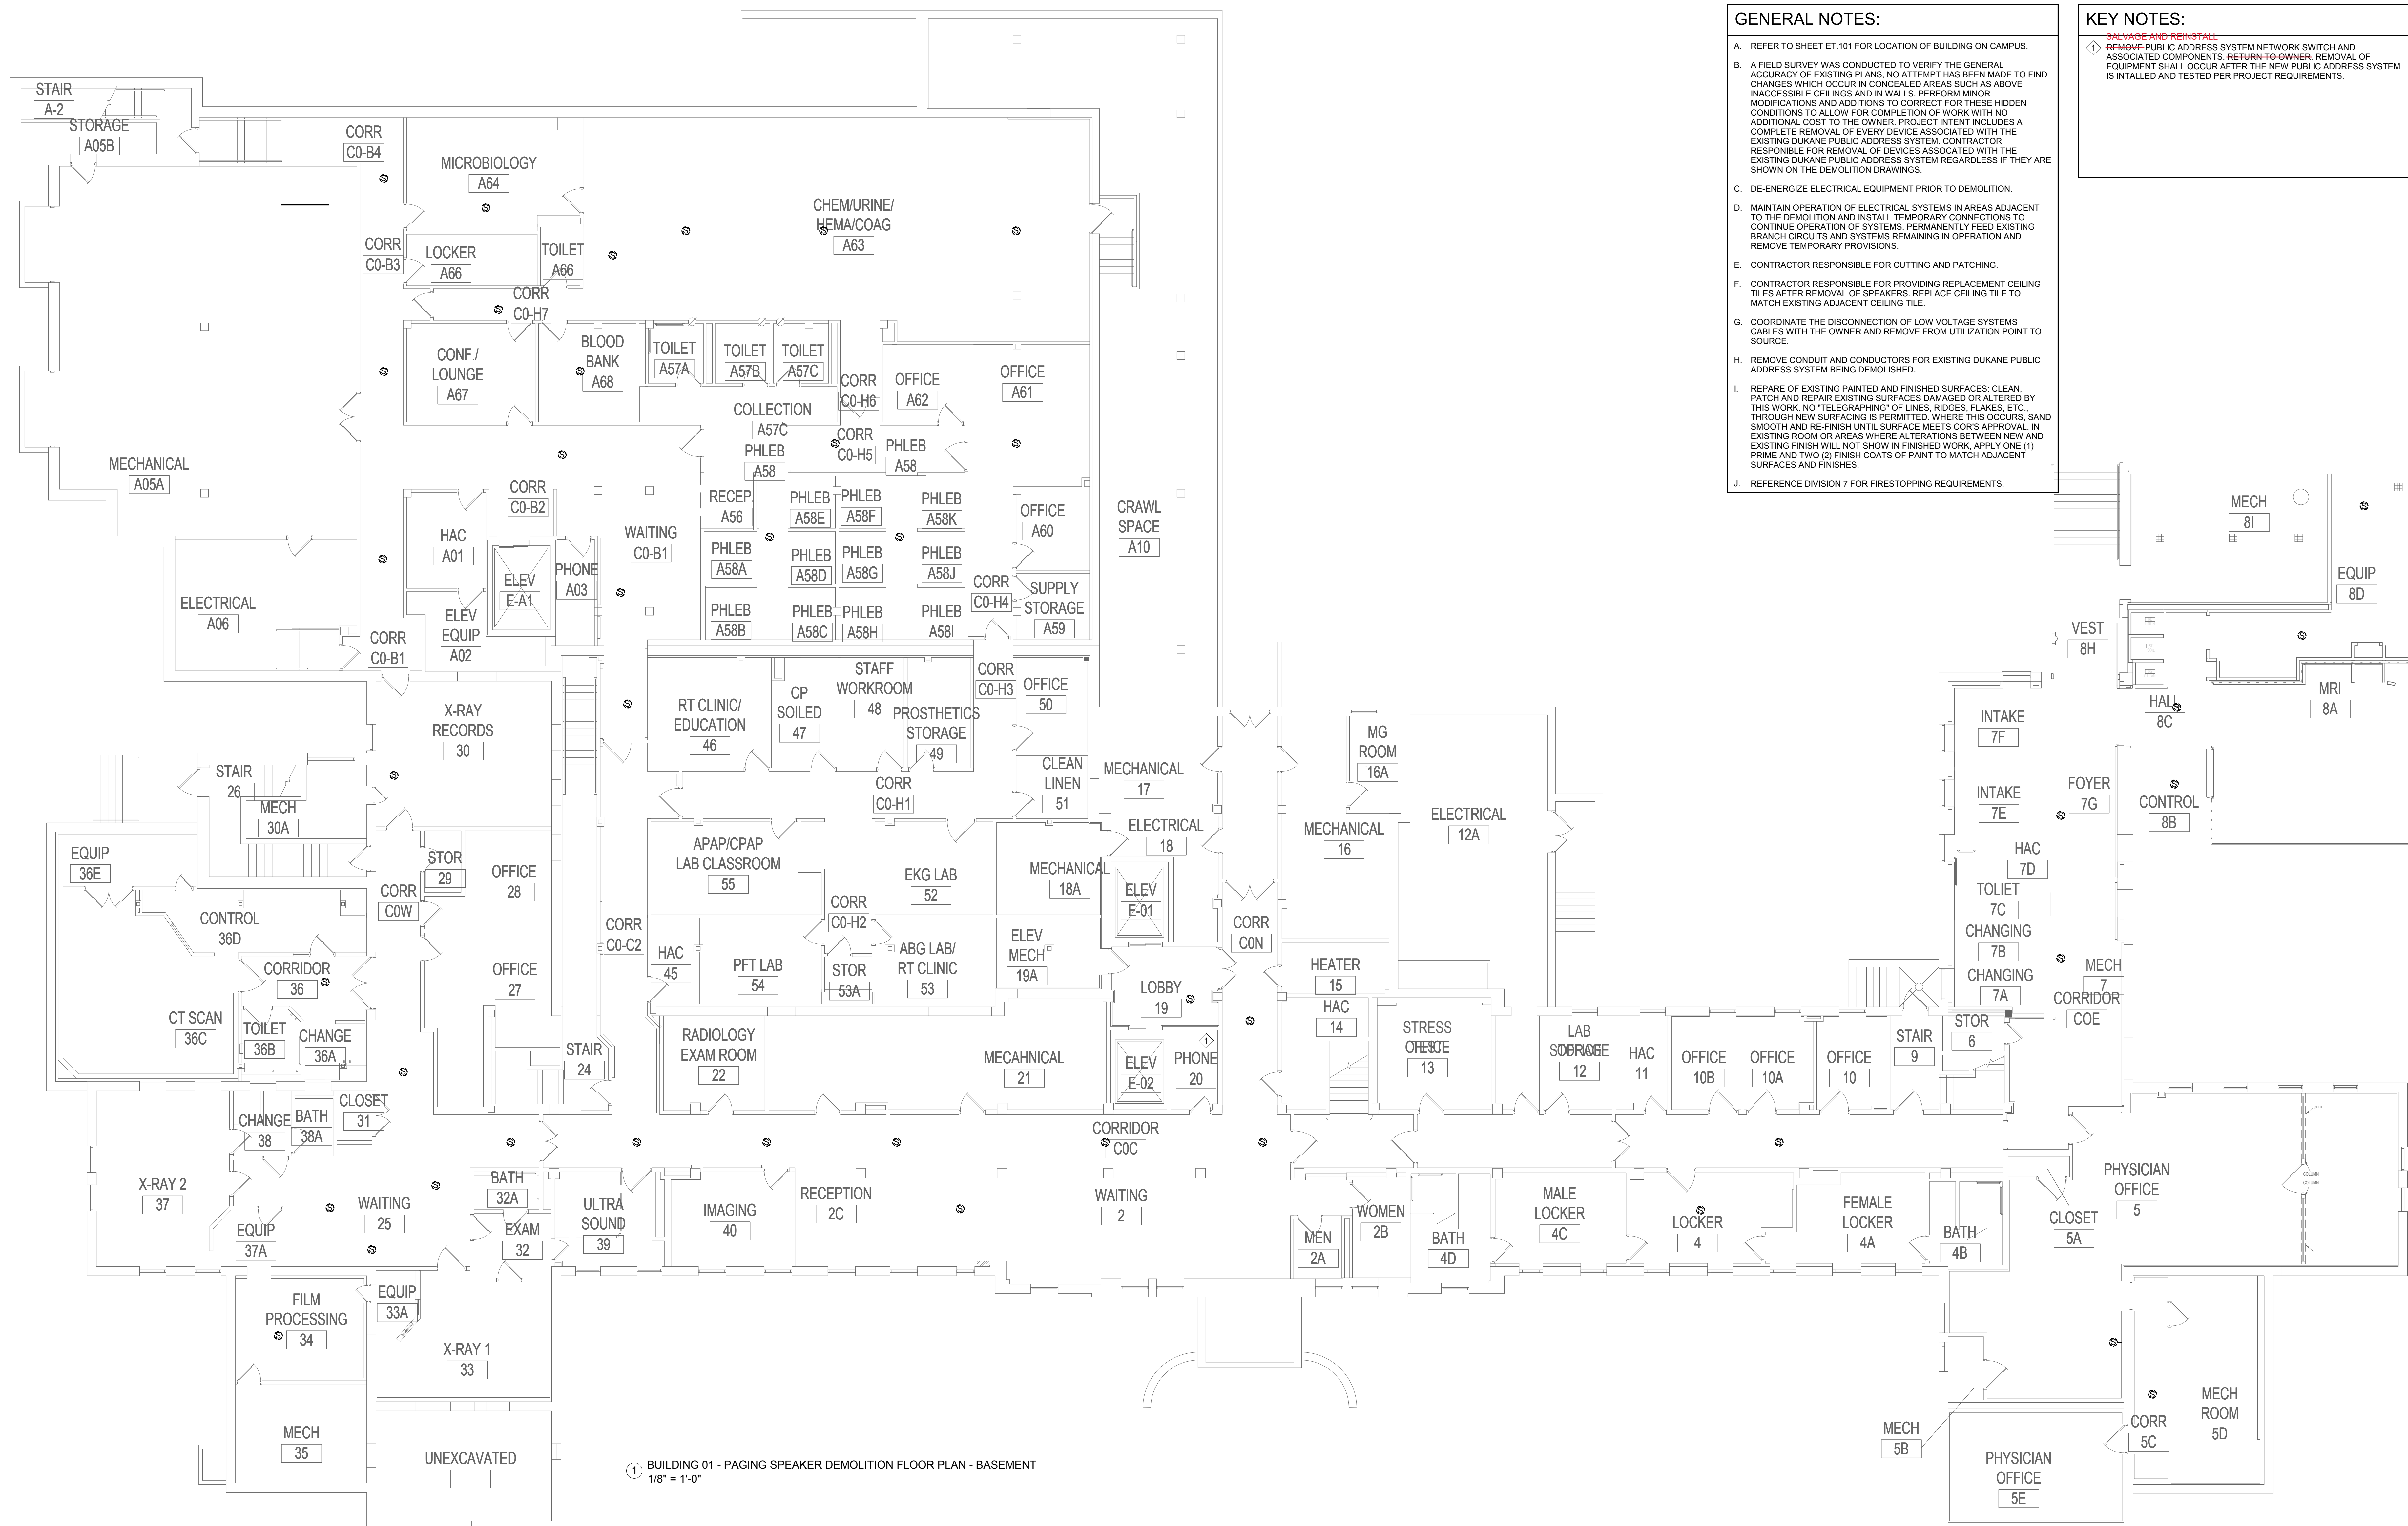 GENERAL NOTES:
A. REFER TO SHEET ET.101 FOR LOCATION OF BUILDING ON CAMPUS.
B. A FIELD SURVEY WAS CONDUCTED TO VERIFY THE GENERAL
ACCURACY OF EXISTING PLANS, NO ATTEMPT HAS BEEN MADE TO FIND
CHANGES WHICH OCCUR IN CONCEALED AREAS SUCH AS ABOVE
INACCESSIBLE CEILINGS AND IN WALLS. PERFORM MINOR
MODIFICATIONS AND ADDITIONS TO CORRECT FOR THESE HIDDEN
CONDITIONS TO ALLOW FOR COMPLETION OF WORK WITH NO
ADDITIONAL COST TO THE OWNER. PROJECT INTENT INCLUDES A
COMPLETE REMOVAL OF EVERY DEVICE ASSOCIATED WITH THE
EXISTING DUKANE PUBLIC ADDRESS SYSTEM. CONTRACTOR
RESPONIBLE FOR REMOVAL OF DEVICES ASSOCATED WITH THE
EXISTING DUKANE PUBLIC ADDRESS SYSTEM REGARDLESS IF THEY ARE
SHOWN ON THE DEMOLITION DRAWINGS.
C. DE-ENERGIZE ELECTRICAL EQUIPMENT PRIOR TO DEMOLITION.
D. MAINTAIN OPERATION OF ELECTRICAL SYSTEMS IN AREAS ADJACENT
TO THE DEMOLITION AND INSTALL TEMPORARY CONNECTIONS TO
CONTINUE OPERATION OF SYSTEMS. PERMANENTLY FEED EXISTING
BRANCH CIRCUITS AND SYSTEMS REMAINING IN OPERATION AND
REMOVE TEMPORARY PROVISIONS.
E. CONTRACTOR RESPONSIBLE FOR CUTTING AND PATCHING.
F. CONTRACTOR RESPONSIBLE FOR PROVIDING REPLACEMENT CEILING
TILES AFTER REMOVAL OF SPEAKERS. REPLACE CEILING TILE TO
MATCH EXISTING ADJACENT CEILING TILE.
G. COORDINATE THE DISCONNECTION OF LOW VOLTAGE SYSTEMS
CABLES WITH THE OWNER AND REMOVE FROM UTILIZATION POINT TO
SOURCE.
H. REMOVE CONDUIT AND CONDUCTORS FOR EXISTING DUKANE PUBLIC
ADDRESS SYSTEM BEING DEMOLISHED.
I. REPARE OF EXISTING PAINTED AND FINISHED SURFACES: CLEAN,
PATCH AND REPAIR EXISTING SURFACES DAMAGED OR ALTERED BY
THIS WORK. NO "TELEGRAPHING" OF LINES, RIDGES, FLAKES, ETC.,
THROUGH NEW SURFACING IS PERMITTED. WHERE THIS OCCURS, SAND
SMOOTH AND RE-FINISH UNTIL SURFACE MEETS COR'S APPROVAL. IN
EXISTING ROOM OR AREAS WHERE ALTERATIONS BETWEEN NEW AND
EXISTING FINISH WILL NOT SHOW IN FINISHED WORK, APPLY ONE (1)
PRIME AND TWO (2) FINISH COATS OF PAINT TO MATCH ADJACENT
SURFACES AND FINISHES.
J. REFERENCE DIVISION 7 FOR FIRESTOPPING REQUIREMENTS.
KEY NOTES:
SALVAGE AND REINSTALL
1 REMOVE PUBLIC ADDRESS SYSTEM NETWORK SWITCH AND
ASSOCIATED COMPONENTS. RETURN TO OWNER. REMOVAL OF
EQUIPMENT SHALL OCCUR AFTER THE NEW PUBLIC ADDRESS SYSTEM
IS INTALLED AND TESTED PER PROJECT REQUIREMENTS.
STAIR
A-2
STORAGE
A05B
CORR
C0-B4
MICROBIOLOGY
A64
CHEM/URINE/
HEMA/COAG
A63
CORR
C0-B3
LOCKER
A66
TOILET
A66
CORR
C0-H7
CONF./
LOUNGE
A67
BLOOD
BANK
A68
TOILET
A57A
TOILET
A57B
TOILET
A57C
CORR
C0-H6
OFFICE
A62
OFFICE
A61
COLLECTION
A57C
CORR
C0-H5
PHLEB
A58
PHLEB
A58
MECHANICAL
A05A
CORR
C0-B2
RECEP.
A56
PHLEB
A58E
PHLEB
A58F
PHLEB
A58K
OFFICE
A60
CRAWL
SPACE
A10
HAC
A01
ELEV
E-A1
PHONE
A03
WAITING
C0-B1
PHLEB
A58A
PHLEB
A58D
PHLEB
A58G
PHLEB
A58J
CORR
C0-H4
SUPPLY
STORAGE
A59
ELECTRICAL
A06
ELEV
EQUIP
A02
PHLEB
A58B
PHLEB
A58C
PHLEB
A58H
PHLEB
A58I
CORR
C0-B1
MECH
8I
EQUIP
8D
VEST
8H
MRI
8A
HALL
8C
X-RAY
RECORDS
30
RT CLINIC/
EDUCATION
46
CP
SOILED
47
STAFF
WORKROOM
48
PROSTHETICS
STORAGE
49
CORR
C0-H3
OFFICE
50
MG
ROOM
16A
INTAKE
7F
STAIR
26
MECH
30A
CORR
C0-H1
CLEAN
LINEN
51
MECHANICAL
17
ELECTRICAL
12A
INTAKE
7E
FOYER
7G
CONTROL
8B
EQUIP
36E
STOR
29
OFFICE
28
APAP/CPAP
LAB CLASSROOM
55
EKG LAB
52
MECHANICAL
18A
ELECTRICAL
18
MECHANICAL
16
HAC
7D
CONTROL
36D
CORR
C0W
CORR
C0-C2
CORR
C0-H2
ELEV
E-01
CORR
C0N
TOLIET
7C
CHANGING
7B
CORRIDOR
36
OFFICE
27
HAC
45
PFT LAB
54
STOR
53A
ABG LAB/
RT CLINIC
53
ELEV
MECH
19A
LOBBY
19
HEATER
15
CHANGING
7A
MECH
7
CORRIDOR
COE
CT SCAN
36C
TOILET
36B
CHANGE
36A
STAIR
24
RADIOLOGY
EXAM ROOM
22
MECAHNICAL
21
ELEV
E-02
1
PHONE
20
HAC
14
STRESS
13
LAB
12
HAC
11
OFFICE
10B
OFFICE
10A
OFFICE
10
STAIR
9
STOR
6
CHANGE
38
BATH
38A
CLOSET
31
CORRIDOR
C0C
X-RAY 2
37
WAITING
25
EQUIP
37A
BATH
32A
EXAM
32
ULTRA
SOUND
39
IMAGING
40
RECEPTION
2C
WAITING
2
MEN
2A
WOMEN
2B
BATH
4D
MALE
LOCKER
4C
LOCKER
4
FEMALE
LOCKER
4A
BATH
4B
CLOSET
5A
PHYSICIAN
OFFICE
5
COLUMN
COLUMN
FILM
PROCESSING
34
EQUIP
33A
X-RAY 1
33
MECH
35
UNEXCAVATED
MECH
5B
CORR
5C
MECH
ROOM
5D
PHYSICIAN
OFFICE
5E
1 BUILDING 01 - PAGING SPEAKER DEMOLITION FLOOR PLAN - BASEMENT
1/8" = 1'-0"